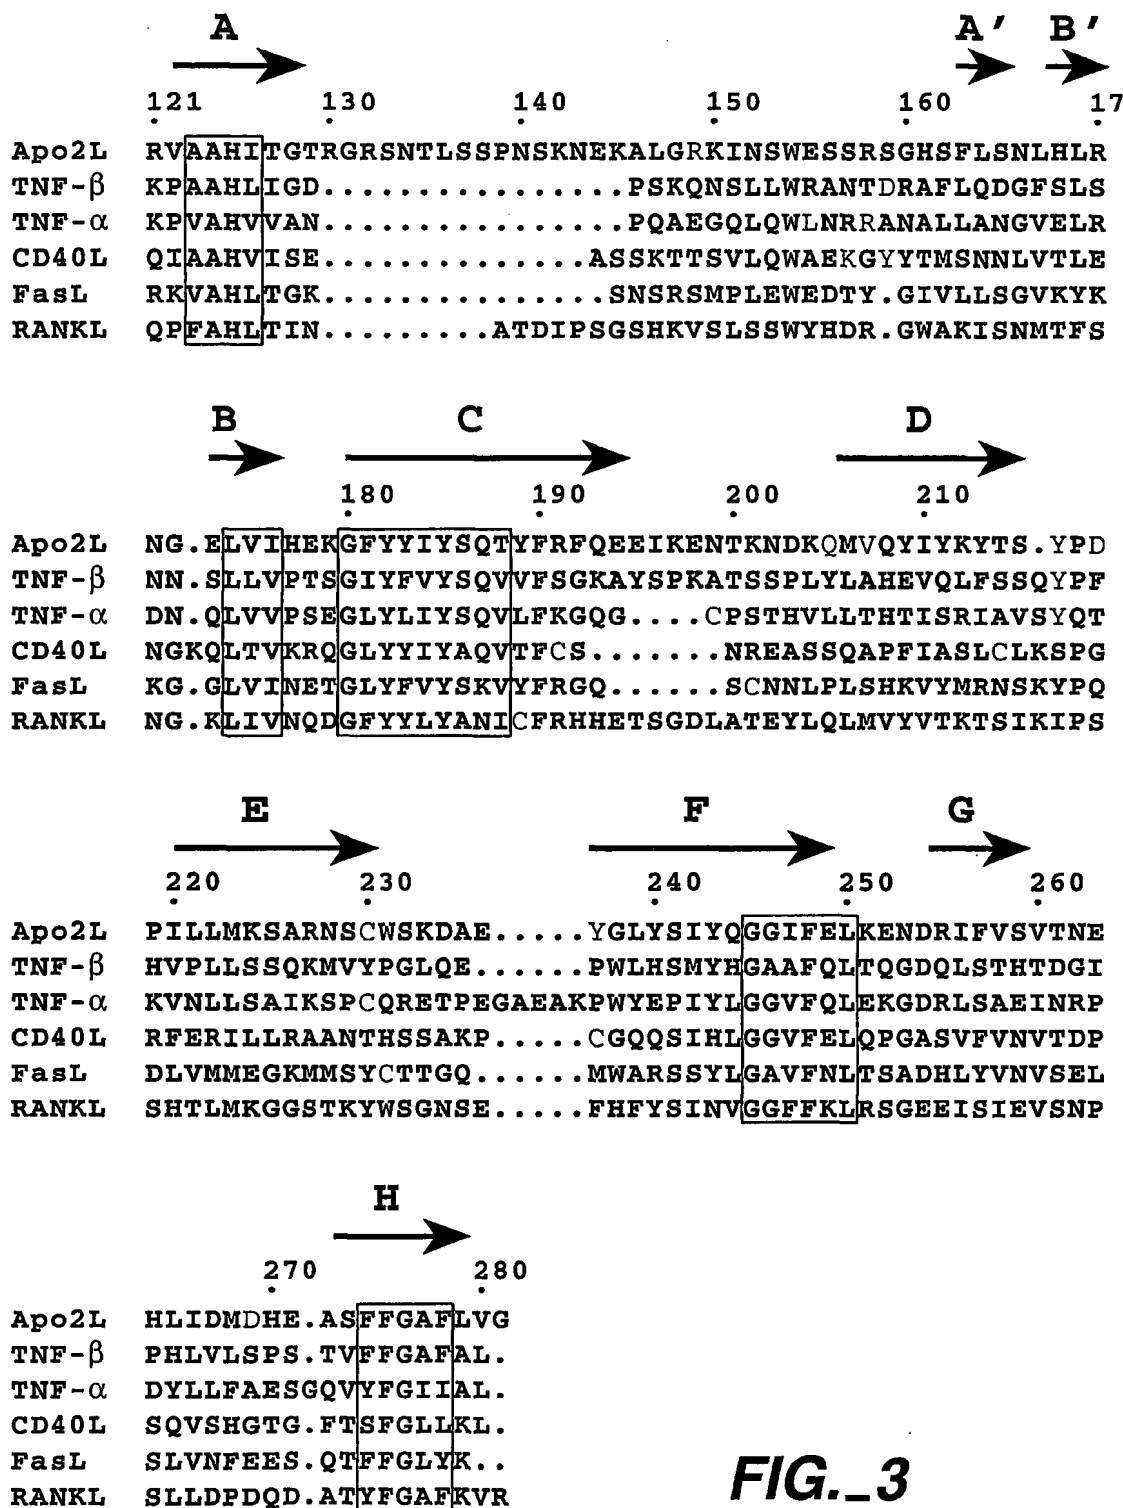 A A' B'
121 130 140 150 160 17
Apo2L RVAAHITGTRGRSNTLSSPNSKNEKALGRKINSWESSRSGHSFLSNLHLR
TNF-β KPAAHLIGD................PSKQNSLLWRANTDRAFLQDGFSLS
TNF-α KPVAHVVAN................PQAEGQLQWLNRRANALLANGVELR
CD40L QIAAHVISE..............ASSKTTSVLQWAEKGYYTMSNNLVTLE
FasL RKVAHLTGK...............SNSRSMPLEWEDTY.GIVLLSGVKYK
RANKL QPFAHLTIN.........ATDIPSGSHKVSLSSWYHDR.GWAKISNMTFS
B C D
180 190 200 210
Apo2L NG.ELVIHEKGFYYIYSQTYFRFQEEIKENTKNDKQMVQYIYKYTS.YPD
TNF-β NN.SLLVPTSGIYFVYSQVVFSGKAYSPKATSSPLYLAHEVQLFSSQYPF
TNF-α DN.QLVVPSEGLYLIYSQVLFKGQG....CPSTHVLLTHTISRIAVSYQT
CD40L NGKQLTVKRQGLYYIYAQVTFCS.......NREASSQAPFIASLCLKSPG
FasL KG.GLVINETGLYFVYSKVYFRGQ......SCNNLPLSHKVYMRNSKYPQ
RANKL NG.KLIVNQDGFYYLYANICFRHHETSGDLATEYLQLMVYVTKTSIKIPS
E F G
220 230 240 250 260
Apo2L PILLMKSARNSCWSKDAE.....YGLYSIYQGGIFELKENDRIFVSVTNE
TNF-β HVPLLSSQKMVYPGLQE......PWLHSMYHGAAFQLTQGDQLSTHTDGI
TNF-α KVNLLSAIKSPCQRETPEGAEAKPWYEPIYLGGVFQLEKGDRLSAEINRP
CD40L RFERILLRAANTHSSAKP.....CGQQSIHLGGVFELQPGASVFVNVTDP
FasL DLVMMEGKMMSYCTTGQ......MWARSSYLGAVFNLTSADHLYVNVSEL
RANKL SHTLMKGGSTKYWSGNSE.....FHFYSINVGGFFKLRSGEEISIEVSNP
H
270 280
Apo2L HLIDMDHE.ASFFGAFLVG
TNF-β PHLVLSPS.TVFFGAFAL.
TNF-α DYLLFAESGQVYFGIIAL.
CD40L SQVSHGTG.FTSFGLLKL.
FasL SLVNFEES.QTFFGLYK..
RANKL SLLDPDQD.ATYFGAFKVR
FIG._3